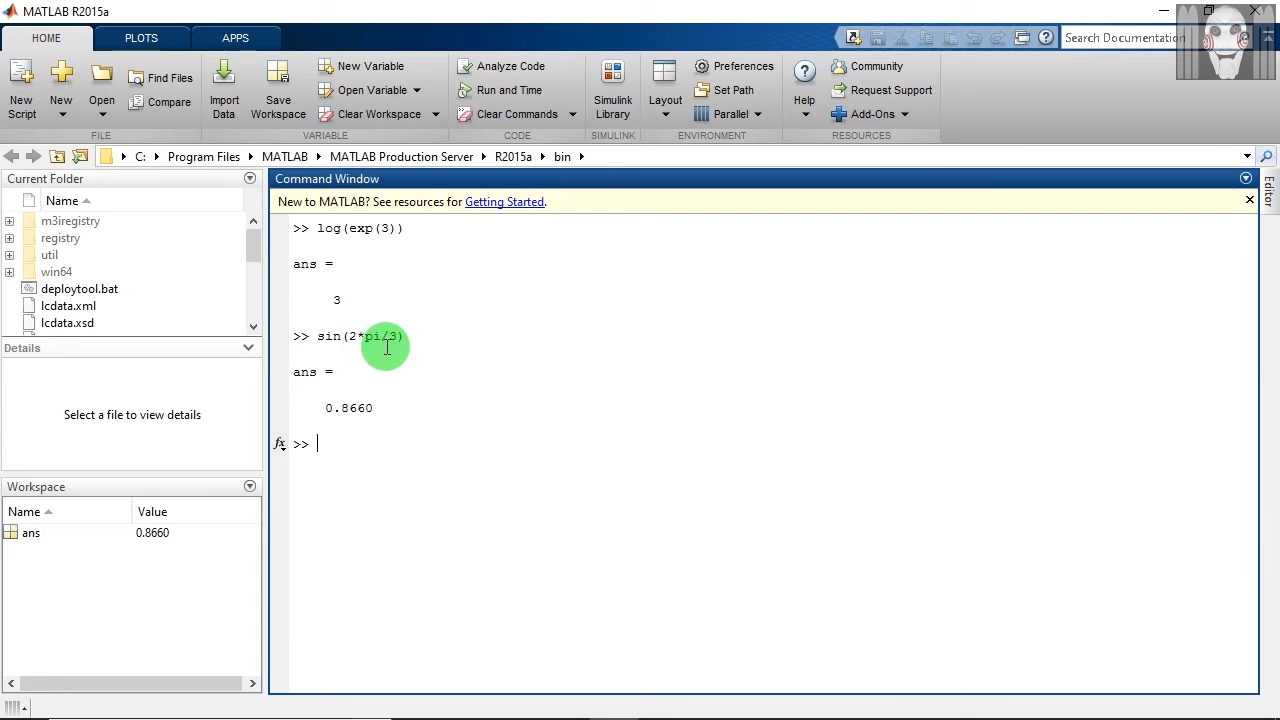 MATLAB R2015a
HOME PLOTS APPS
Search Documentation
New Script
New
Open
Find Files
Compare
Import Data
Save Workspace
New Variable
Open Variable
Clear Workspace
Analyze Code
Run and Time
Clear Commands
Simulink Library
Layout
Preferences
Set Path
Parallel
Help
Community
Request Support
Add-Ons
FILE VARIABLE CODE SIMULINK ENVIRONMENT RESOURCES
C: Program Files MATLAB MATLAB Production Server R2015a bin
Current Folder
Name
m3iregistry
registry
util
win64
deploytool.bat
lcdata.xml
lcdata.xsd
Details
Select a file to view details
Workspace
Name Value
ans 0.8660
Command Window
New to MATLAB? See resources for Getting Started.
>> log(exp(3))
ans =
3
>> sin(2*pi/3)
ans =
0.8660
fx >>
Editor